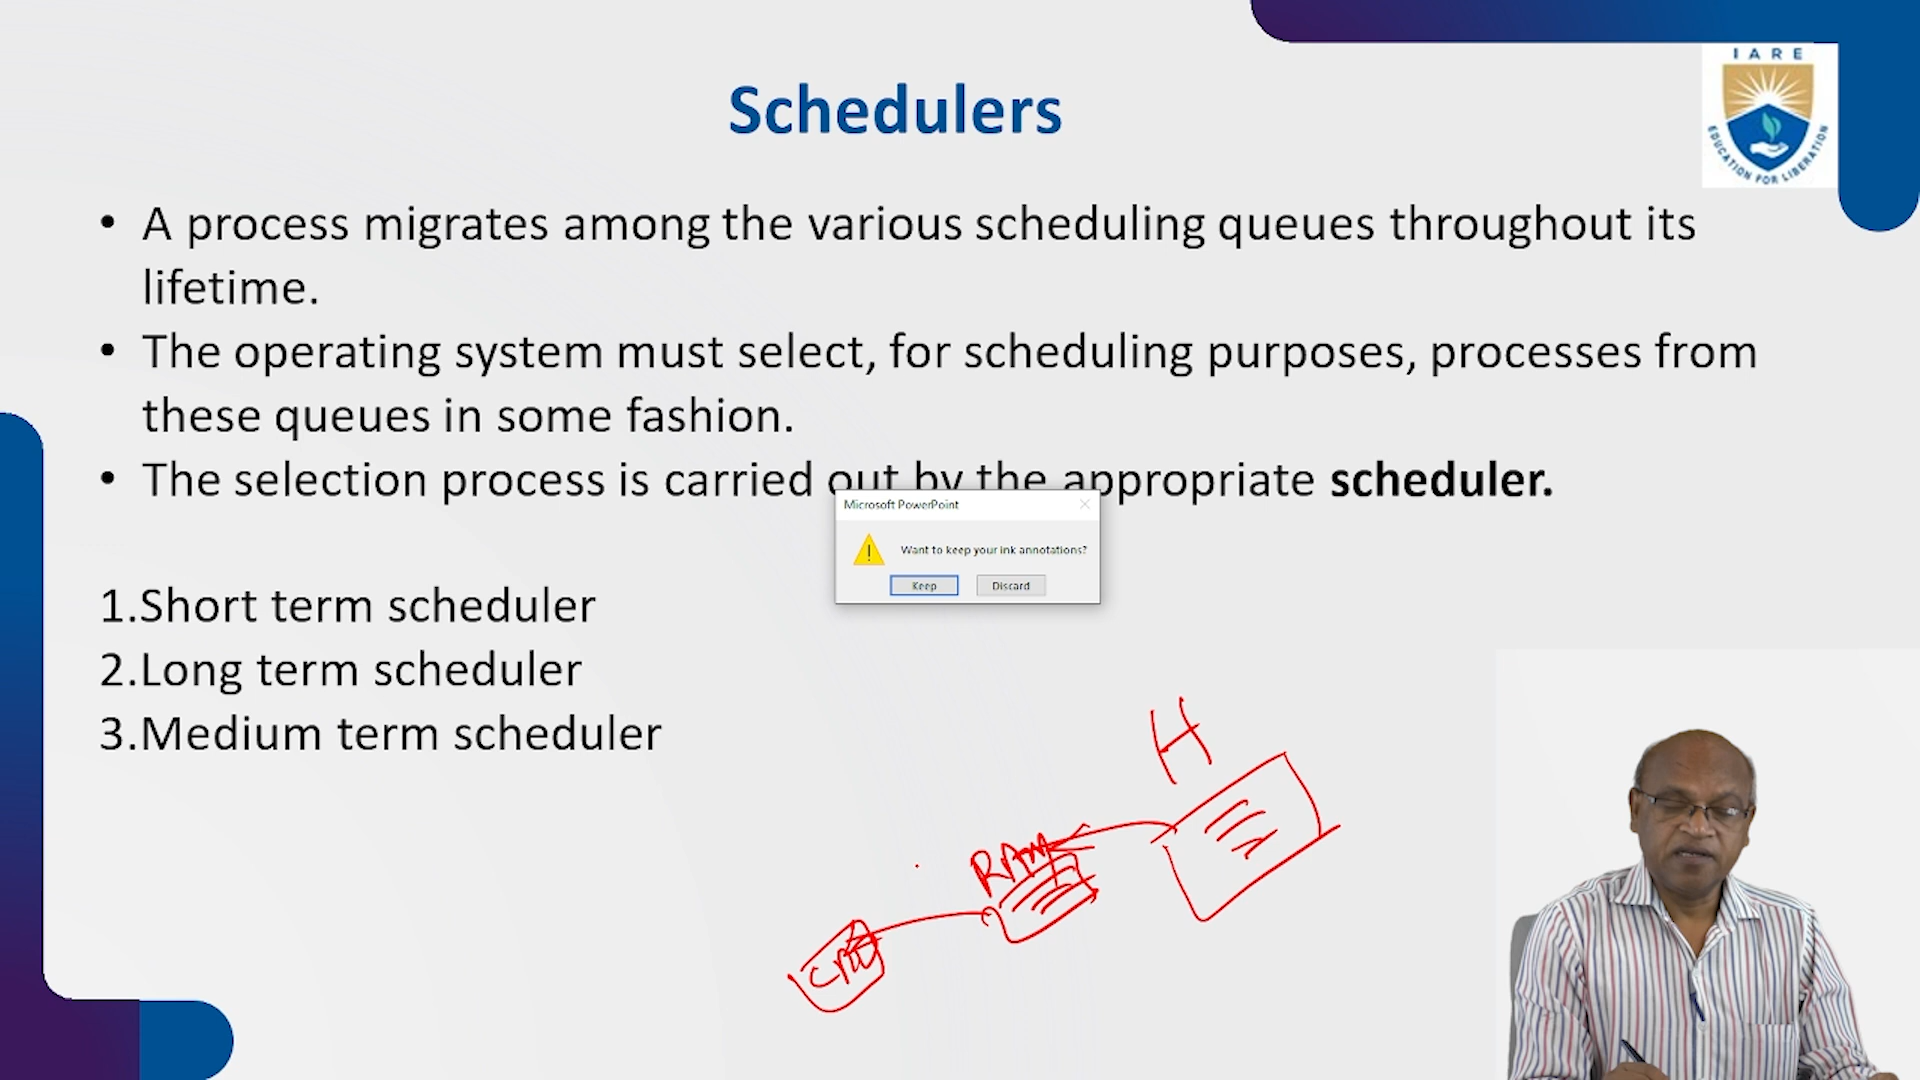 IARE
EDUCATION FOR LIBERATION
Schedulers
• A process migrates among the various scheduling queues throughout its
lifetime.
• The operating system must select, for scheduling purposes, processes from
these queues in some fashion.
• The selection process is carried out by the appropriate scheduler.
Microsoft PowerPoint
Want to keep your ink annotations?
Keep Discard
1.Short term scheduler
2.Long term scheduler
3.Medium term scheduler
H
RAM
CPU